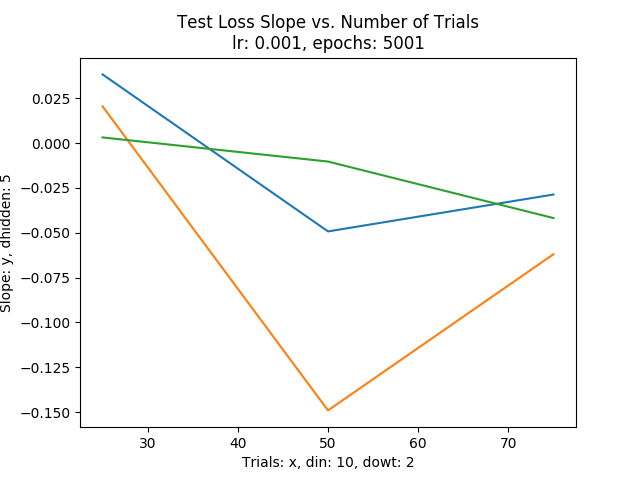 Test Loss Slope vs. Number of Trials
lr: 0.001, epochs: 5001
0.025
0.000
−0.025
−0.050
−0.075
−0.100
−0.125
−0.150
Slope: y, dhidden: 5
30 40 50 60 70
Trials: x, din: 10, dowt: 2